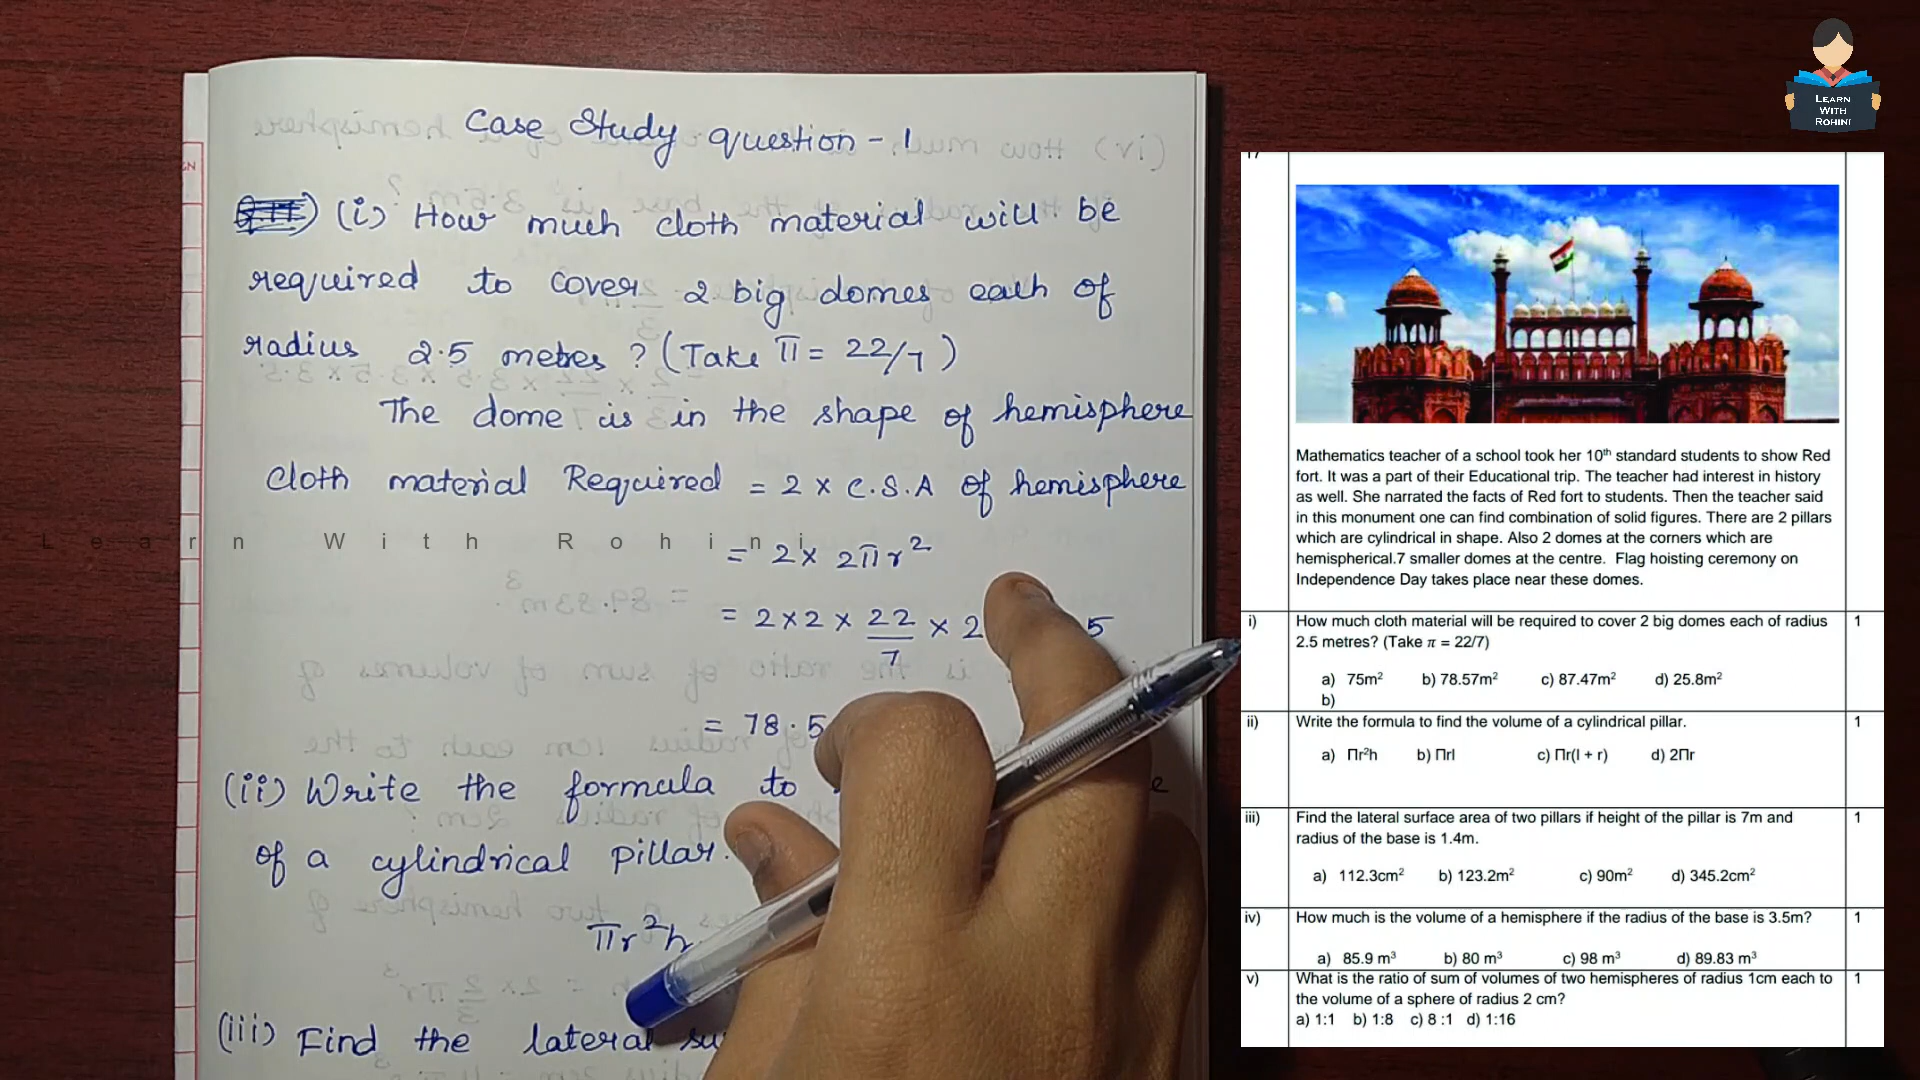 Case Study question - 1
(i) How much cloth material will be
required to cover 2 big domes each of
radius 2.5 metres ? (Take π = 22/7)
The dome is in the shape of hemisphere
Cloth material Required = 2 x C.S.A of hemisphere
= 2 x 2πr²
= 2 x 2 x 22/7 x 2 5
= 78.5
(ii) Write the formula to
of a cylindrical pillar.
πr²h
(iii) Find the lateral su
Learn With Rohini
LEARN
WITH
ROHINI
17
Mathematics teacher of a school took her 10th standard students to show Red
fort. It was a part of their Educational trip. The teacher had interest in history
as well. She narrated the facts of Red fort to students. Then the teacher said
in this monument one can find combination of solid figures. There are 2 pillars
which are cylindrical in shape. Also 2 domes at the corners which are
hemispherical.7 smaller domes at the centre. Flag hoisting ceremony on
Independence Day takes place near these domes.
i) How much cloth material will be required to cover 2 big domes each of radius 1
2.5 metres? (Take π = 22/7)
a) 75m² b) 78.57m² c) 87.47m² d) 25.8m²
b)
ii) Write the formula to find the volume of a cylindrical pillar. 1
a) Πr²h b) Πrl c) Πr(l + r) d) 2Πr
iii) Find the lateral surface area of two pillars if height of the pillar is 7m and 1
radius of the base is 1.4m.
a) 112.3cm² b) 123.2m² c) 90m² d) 345.2cm²
iv) How much is the volume of a hemisphere if the radius of the base is 3.5m? 1
a) 85.9 m³ b) 80 m³ c) 98 m³ d) 89.83 m³
v) What is the ratio of sum of volumes of two hemispheres of radius 1cm each to 1
the volume of a sphere of radius 2 cm?
a) 1:1 b) 1:8 c) 8 :1 d) 1:16